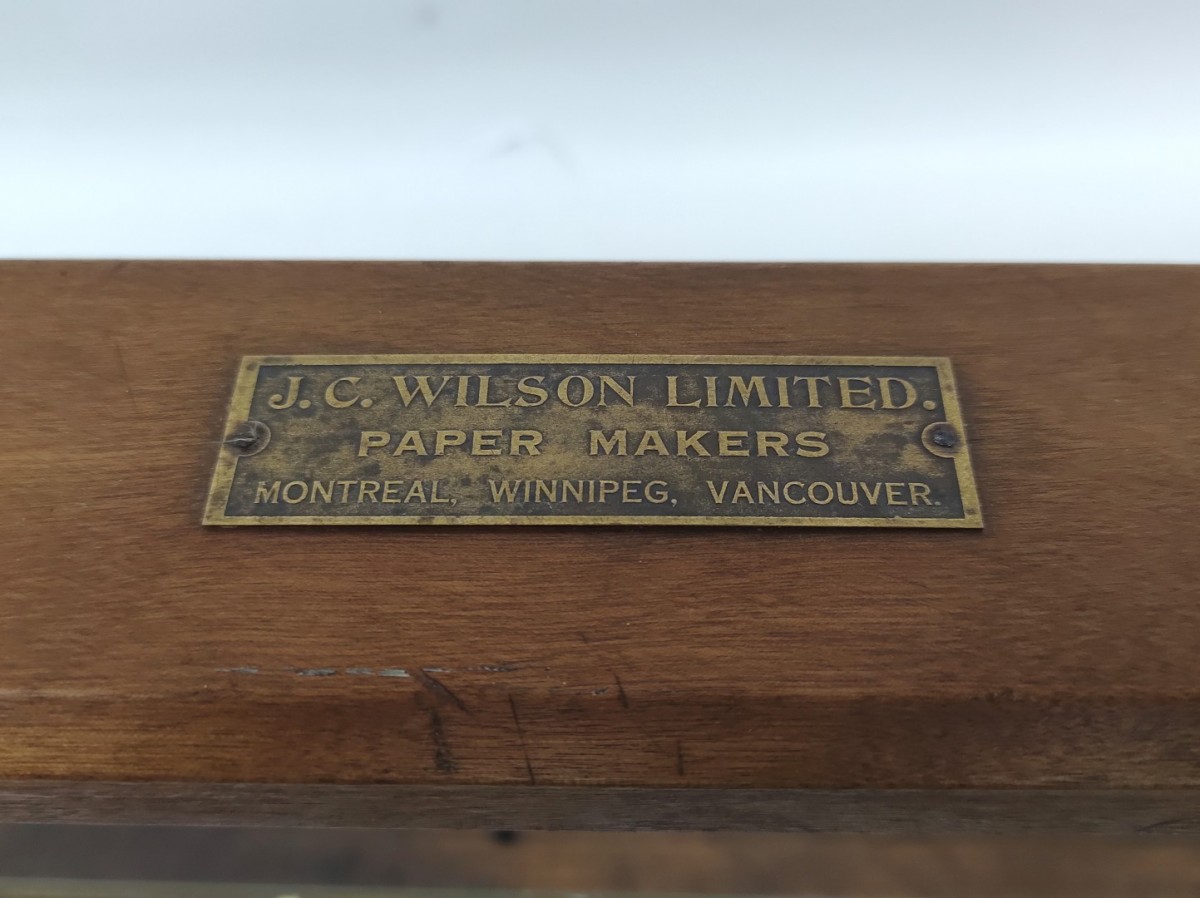 J. C. WILSON LIMITED.
PAPER MAKERS
MONTREAL, WINNIPEG, VANCOUVER.